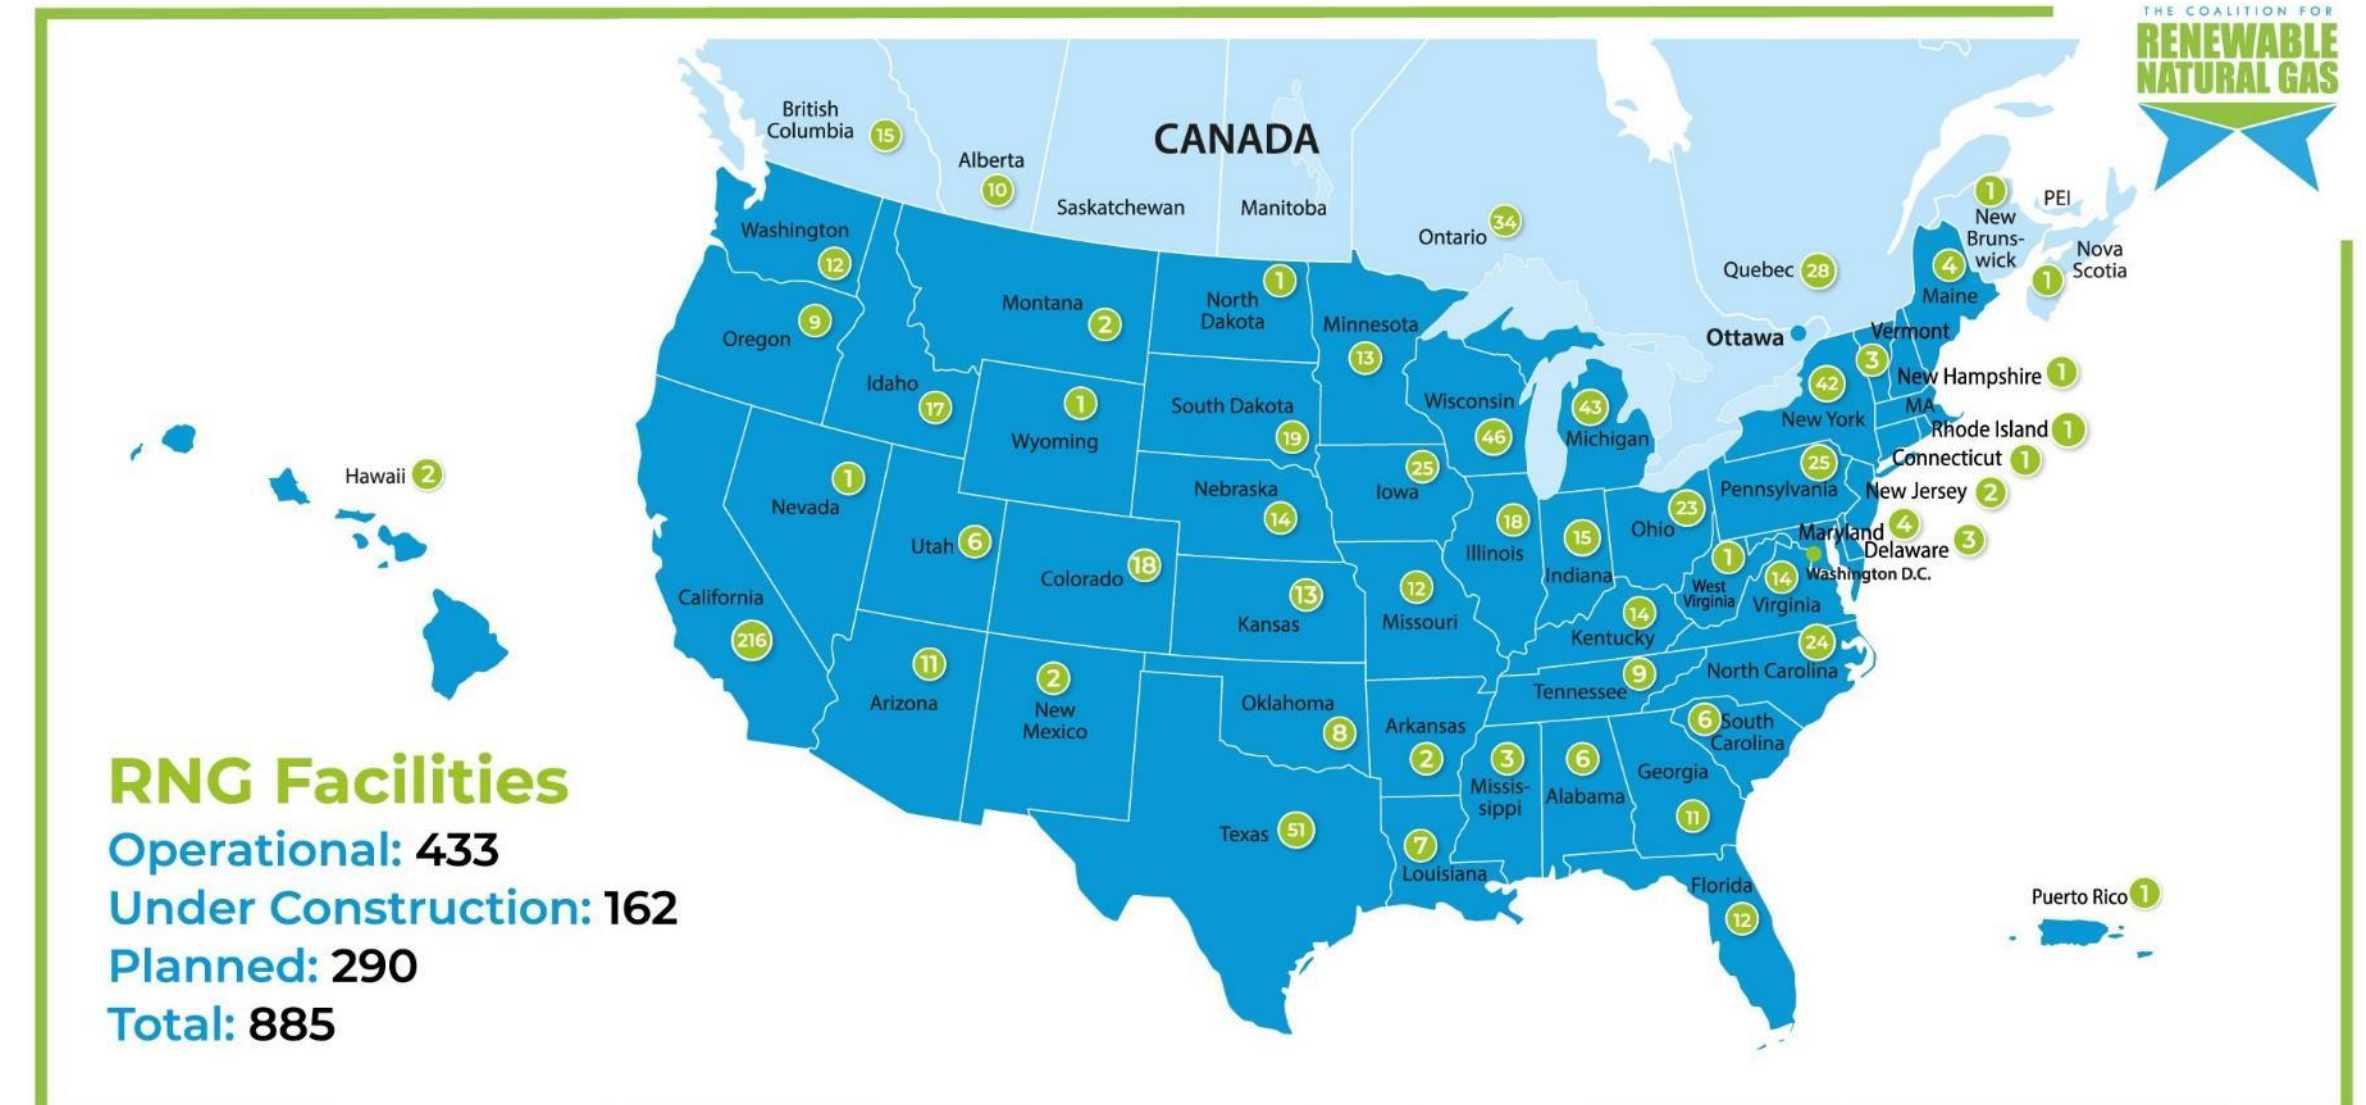 THE COALITION FOR
RENEWABLE
NATURAL GAS
CANADA
British
Columbia
15
Alberta
10
Saskatchewan
Manitoba
Ontario
34
Quebec
28
1
New
Bruns-
wick
PEI
Nova
Scotia
1
Ottawa
Washington
12
Oregon
9
Idaho
17
Montana
2
Wyoming
1
North
Dakota
1
South Dakota
19
Minnesota
13
Wisconsin
46
43
Michigan
4
Maine
Vermont
3
New Hampshire 1
42
New York
MA
Rhode Island 1
Connecticut 1
25
Pennsylvania
New Jersey 2
Maryland 4
Delaware 3
Washington D.C.
Hawaii 2
Nevada
1
Utah 6
Colorado 18
Nebraska
14
Iowa
25
Illinois
18
Indiana
15
Ohio
23
1
West
Virginia
14
Virginia
California
216
Arizona
11
2
New
Mexico
Kansas
13
Missouri
12
14
Kentucky
24
North Carolina
Tennessee 9
Oklahoma
8
Arkansas
2
3
Missis-
sippi
6
Alabama
Georgia
11
6 South
Carolina
Texas 51
7
Louisiana
Florida
12
Puerto Rico 1
RNG Facilities
Operational: 433
Under Construction: 162
Planned: 290
Total: 885